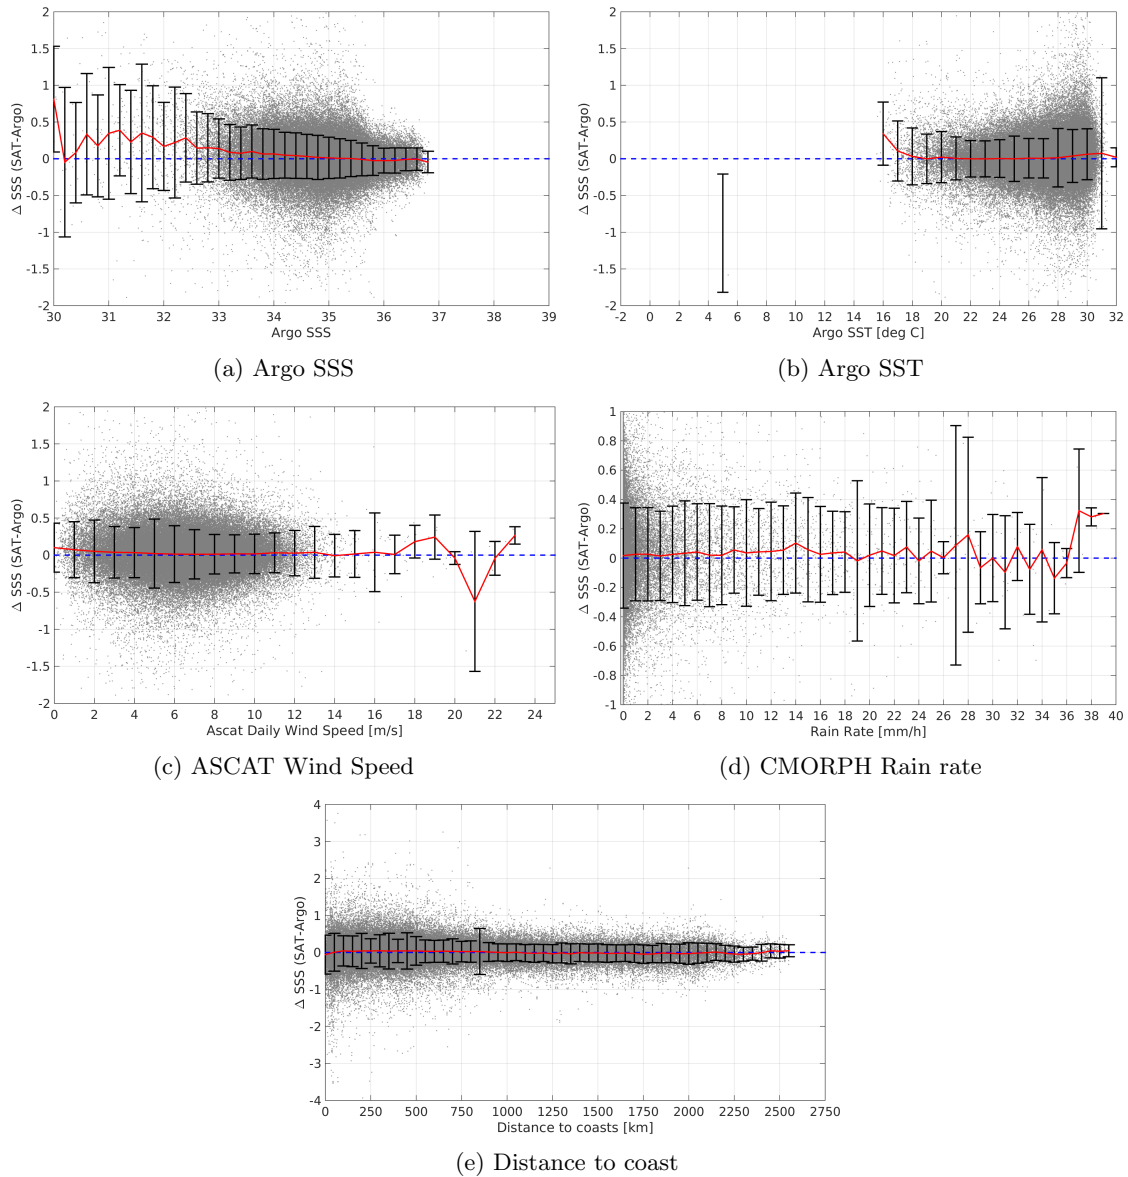 2
1.5
1
0.5
0
-0.5
-1
-1.5
-2
Δ SSS (SAT-Argo)
30 31 32 33 34 35 36 37 38 39
Argo SSS
(a) Argo SSS
2
1.5
1
0.5
0
-0.5
-1
-1.5
-2
Δ SSS (SAT-Argo)
-2 0 2 4 6 8 10 12 14 16 18 20 22 24 26 28 30 32
Argo SST [deg C]
(b) Argo SST
2
1.5
1
0.5
0
-0.5
-1
-1.5
-2
Δ SSS (SAT-Argo)
0 2 4 6 8 10 12 14 16 18 20 22 24
Ascat Daily Wind Speed [m/s]
(c) ASCAT Wind Speed
1
0.8
0.6
0.4
0.2
0
-0.2
-0.4
-0.6
-0.8
-1
Δ SSS (SAT-Argo)
0 2 4 6 8 10 12 14 16 18 20 22 24 26 28 30 32 34 36 38 40
Rain Rate [mm/h]
(d) CMORPH Rain rate
4
3
2
1
0
-1
-2
-3
-4
Δ SSS (SAT-Argo)
0 250 500 750 1000 1250 1500 1750 2000 2250 2500 2750
Distance to coasts [km]
(e) Distance to coast